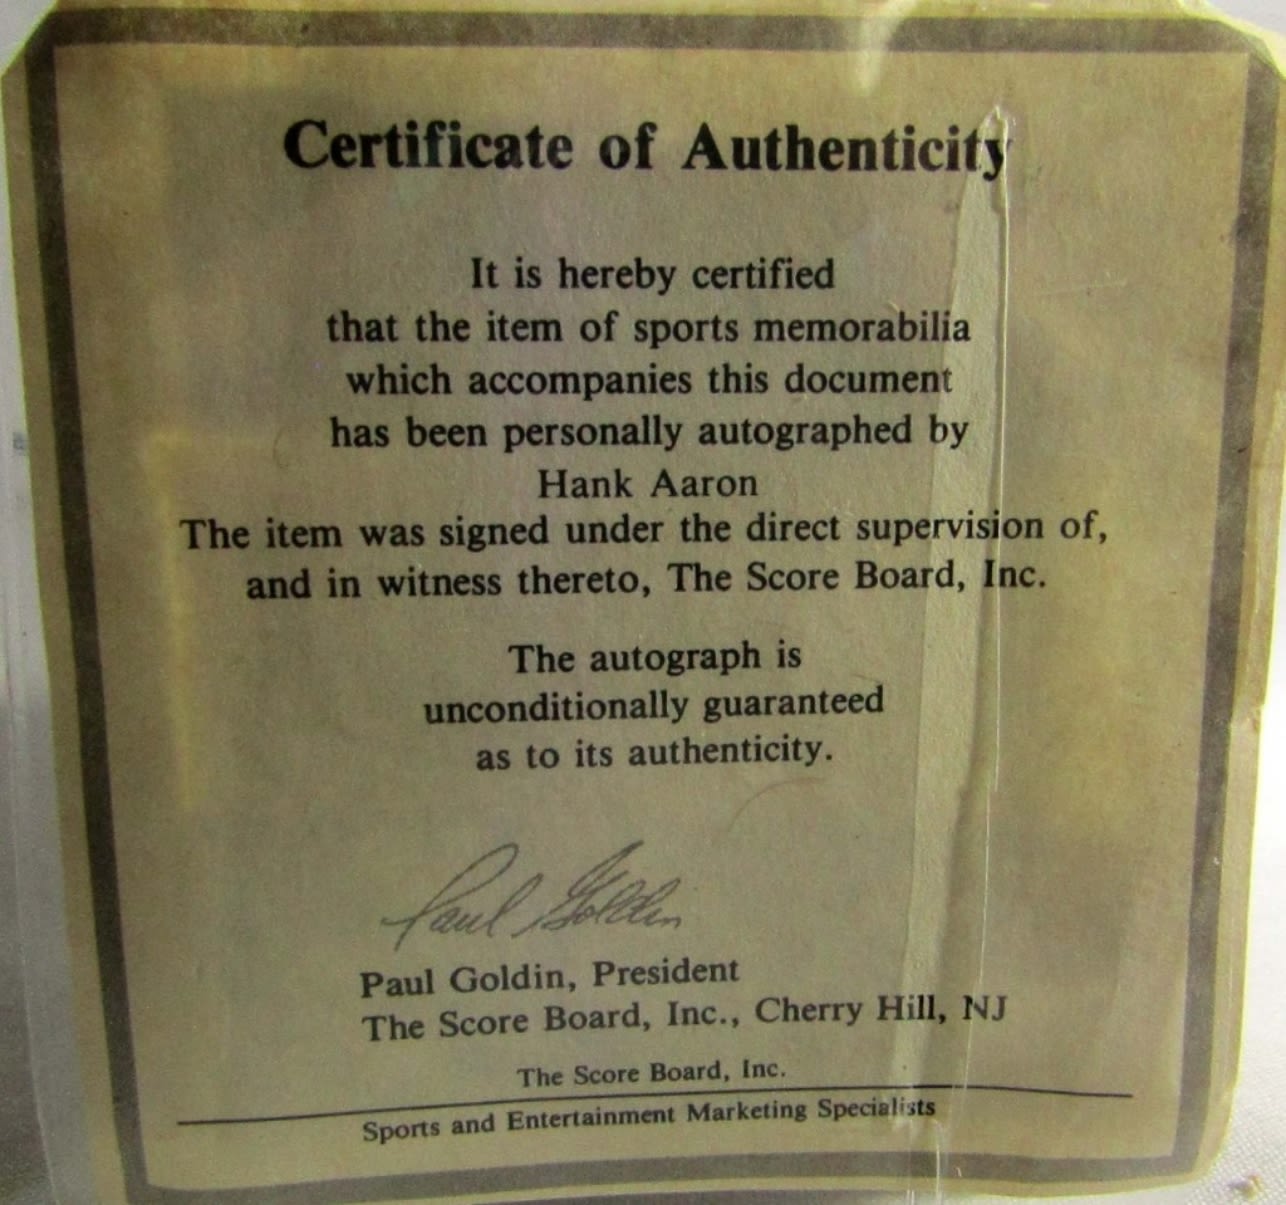 Certificate of Authenticity
It is hereby certified
that the item of sports memorabilia
which accompanies this document
has been personally autographed by
Hank Aaron
The item was signed under the direct supervision of,
and in witness thereto, The Score Board, Inc.
The autograph is
unconditionally guaranteed
as to its authenticity.
Paul Goldin
Paul Goldin, President
The Score Board, Inc., Cherry Hill, NJ
The Score Board, Inc.
Sports and Entertainment Marketing Specialists